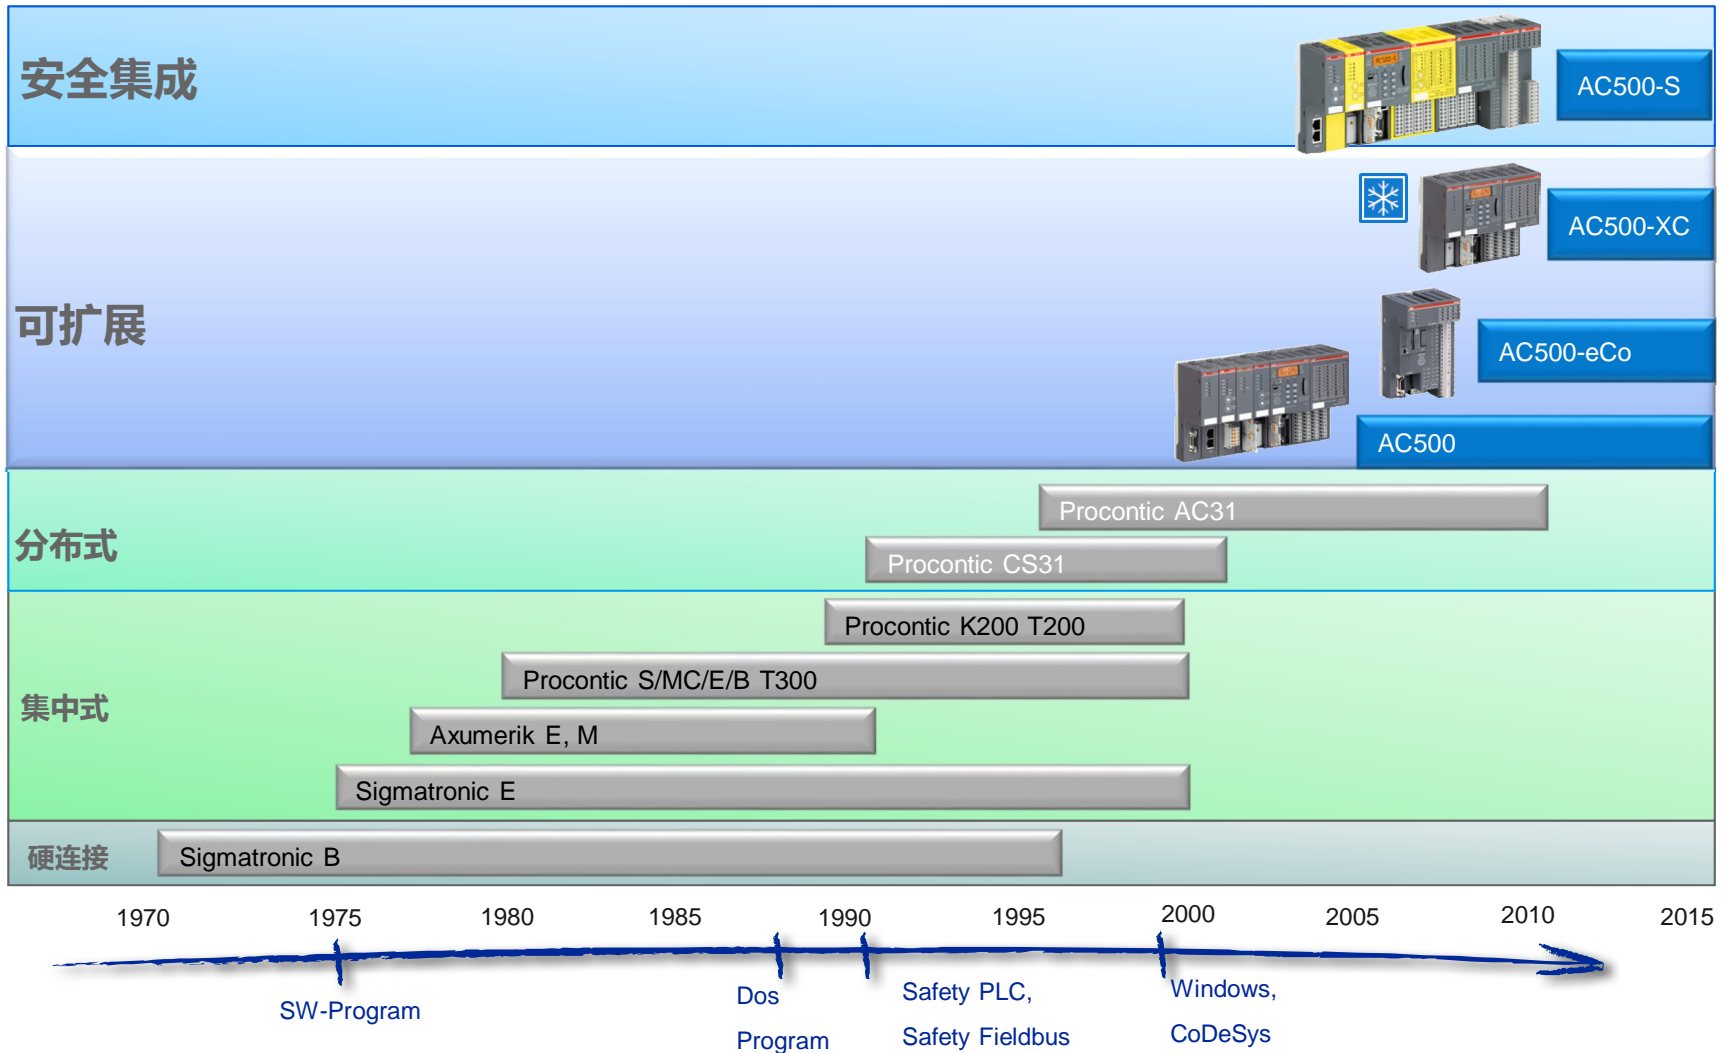 安全集成
AC500-S
AC500-S
AC500-XC
可扩展
AC500-eCo
AC500
Procontic AC31
分布式
Procontic CS31
Procontic K200 T200
Procontic S/MC/E/B T300
集中式
Axumerik E, M
Sigmatronic E
硬连接
Sigmatronic B
1970 1975 1980 1985 1990 1995 2000 2005 2010 2015
SW-Program
Dos
Program
Safety PLC,
Safety Fieldbus
Windows,
CoDeSys